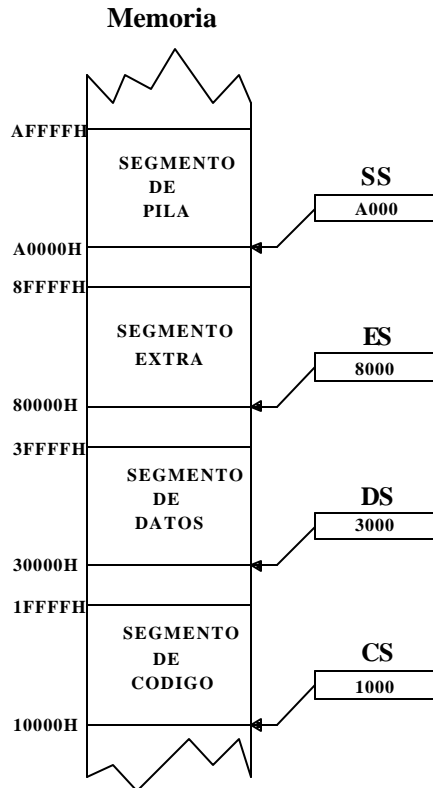 Memoria
AFFFFH
SEGMENTO
DE
PILA
SS
A000
A0000H
8FFFFH
SEGMENTO
EXTRA
ES
8000
80000H
3FFFFH
SEGMENTO
DE
DATOS
DS
3000
30000H
1FFFFH
SEGMENTO
DE
CODIGO
CS
1000
10000H